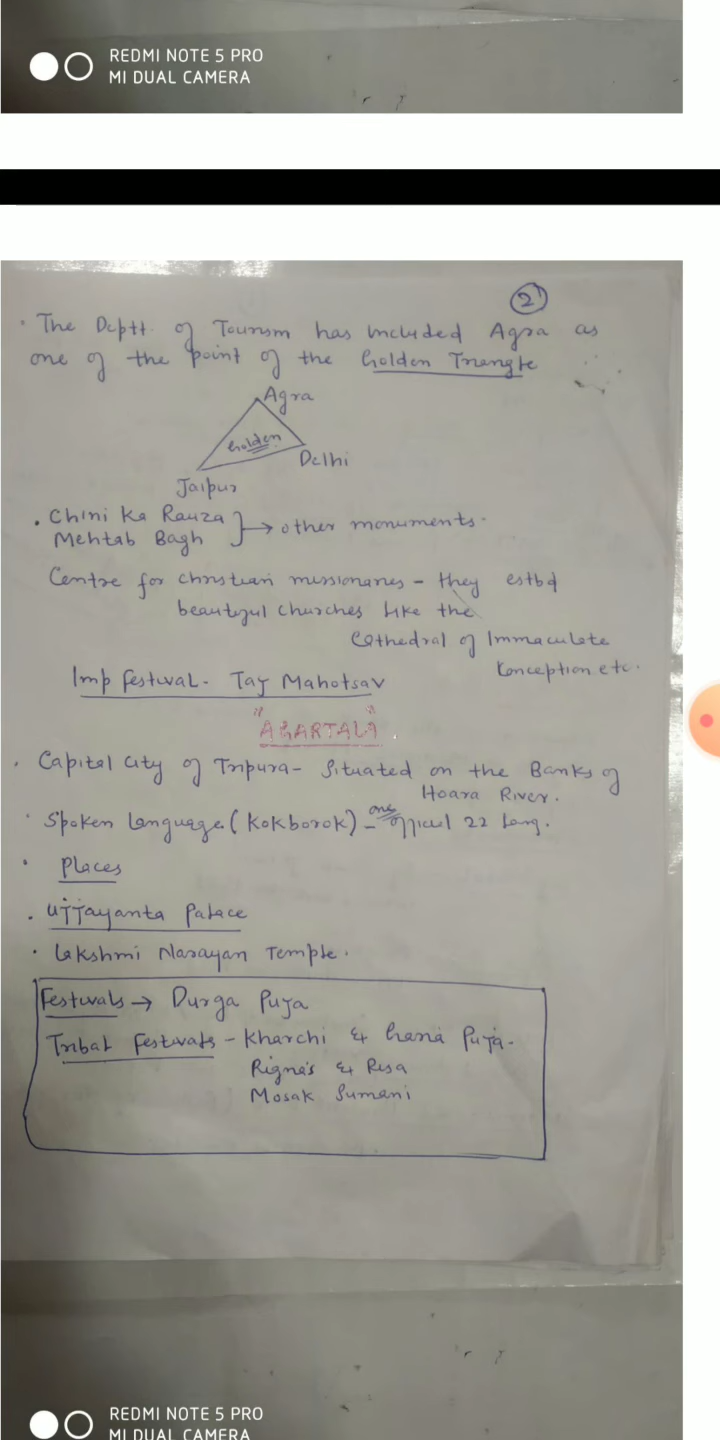 REDMI NOTE 5 PRO
MI DUAL CAMERA
2
• The Deptt. of Tourism has included Agra as
one of the point of the Golden Triangle
Agra
Golden
Delhi
Jaipur
• Chini Ka Rauza
Mehtab Bagh } → other monuments.
Centre for christian missionaries - they estbd
beautiful churches like the
Cathedral of Immaculate
Conception etc.
Imp festival - Taj Mahotsav
"AGARTALA"
• Capital city of Tripura - Situated on the Banks of
Hoara River.
• Spoken Language (Kokborok) - one official 22 lang.
• Places
• Ujjayanta Palace
• Lakshmi Narayan Temple.
Festivals → Durga Puja
Tribal Festivals - Kharchi & Garia Puja.
Rignai's & Risa
Mosak Sumani
REDMI NOTE 5 PRO
MI DUAL CAMERA